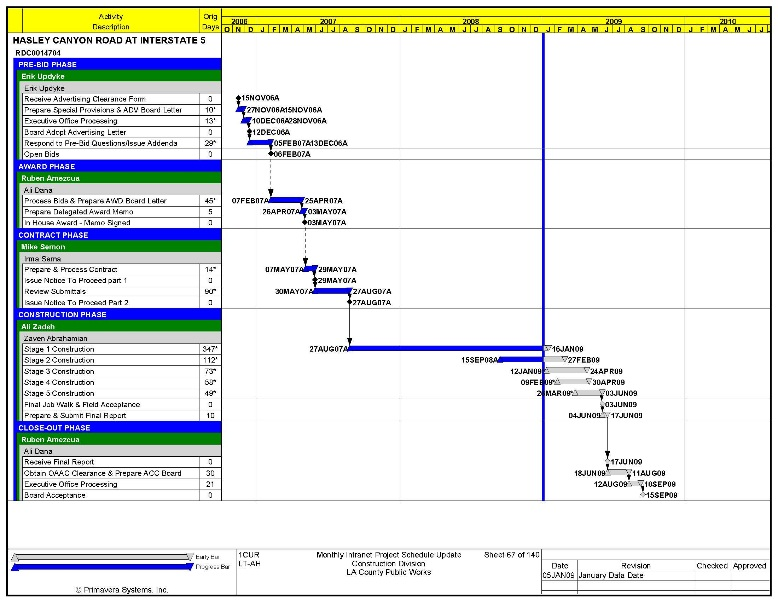 Activity Description Orig Days 2006 2007 2008 2009 2010
O N D J F M A M J J A S O N D J F M A M J J A S O N D J F M A M J J A S O N D J F M A M J J
HASLEY CANYON ROAD AT INTERSTATE 5
RDC0014704
PRE-BID PHASE
Erik Updyke
Erik Updyke
Receive Advertising Clearance Form 0 15NOV06A
Prepare Special Provisions & ADV Board Letter 10* 27NOV06A15NOV06A
Executive Office Processing 13* 10DEC06A28NOV06A
Board Adopt Advertising Letter 0 12DEC06A
Respond to Pre-Bid Questions/Issue Addenda 29* 05FEB07A13DEC06A
Open Bids 0 06FEB07A
AWARD PHASE
Ruben Amezcua
Ali Dana
Process Bids & Prepare AWD Board Letter 45* 07FEB07A 25APR07A
Prepare Delegated Award Memo 5 26APR07A 03MAY07A
In House Award - Memo Signed 0 03MAY07A
CONTRACT PHASE
Mike Semon
Irma Serna
Prepare & Process Contract 14* 07MAY07A 29MAY07A
Issue Notice To Proceed part 1 0 29MAY07A
Review Submittals 90* 30MAY07A 27AUG07A
Issue Notice To Proceed Part 2 0 27AUG07A
CONSTRUCTION PHASE
Ali Zadeh
Zaven Abrahamian
Stage 1 Construction 347* 27AUG07A 16JAN09
Stage 2 Construction 112* 15SEP08A 27FEB09
Stage 3 Construction 73* 12JAN09* 24APR09
Stage 4 Construction 58* 09FEB09* 30APR09
Stage 5 Construction 49* 03JUN09
Final Job Walk & Field Acceptance 0 03JUN09
Prepare & Submit Final Report 10 04JUN09 17JUN09
CLOSE-OUT PHASE
Ruben Amezcua
Ali Dana
Receive Final Report 0 17JUN09
Obtain OAAC Clearance & Prepare ACC Board 30 18JUN09 11AUG09
Executive Office Processing 21 12AUG09 10SEP09
Board Acceptance 0 15SEP09
Early Bar
Progress Bar
© Primavera Systems, Inc.
1CUR
LT-AH
Monthly Intranet Project Schedule Update
Construction Division
LA County Public Works
Sheet 67 of 140
Date Revision Checked Approved
05JAN09 January Data Date